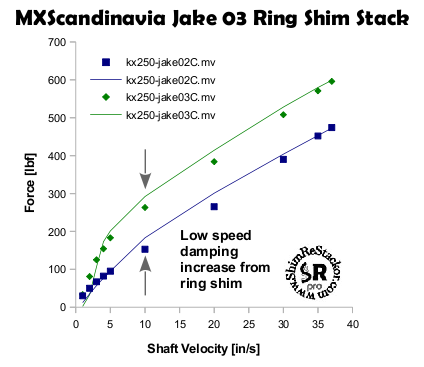 MXScandinavia Jake 03 Ring Shim Stack
700
600
500
400
300
200
100
0
kx250-jake02C.mv
kx250-jake02C.mv
kx250-jake03C.mv
kx250-jake03C.mv
Force [lbf]
Low speed
damping
increase from
ring shim
www.ShimReStackor.com
SR
pro
0
1
5
10
15
20
25
30
35
40
Shaft Velocity [in/s]